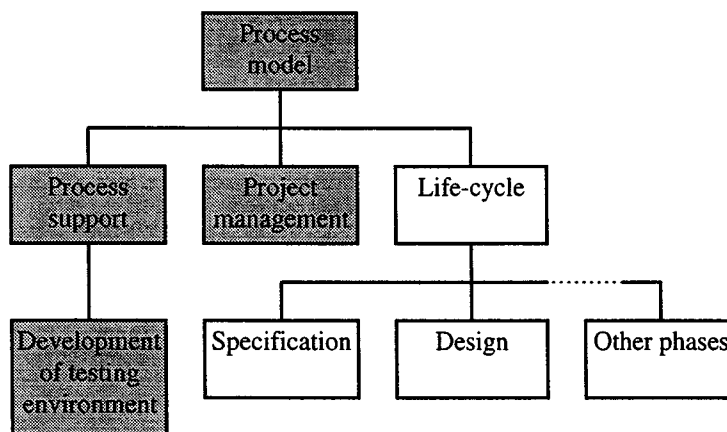 Process
model
Process
support
Project
management
Life-cycle
Development
of testing
environment
Specification
Design
Other phases